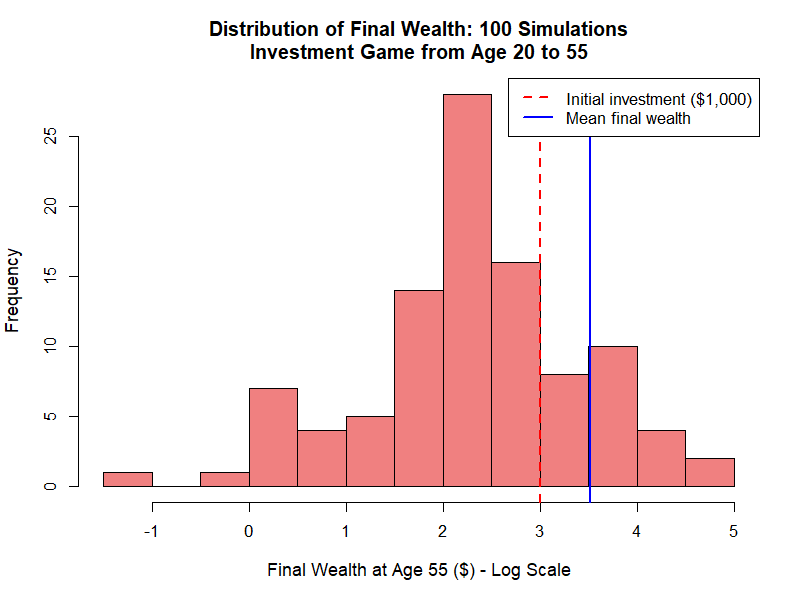 Distribution of Final Wealth: 100 Simulations
Investment Game from Age 20 to 55
Initial investment ($1,000)
Mean final wealth
Frequency
25
20
15
10
5
0
-1
0
1
2
3
4
5
Final Wealth at Age 55 ($) - Log Scale